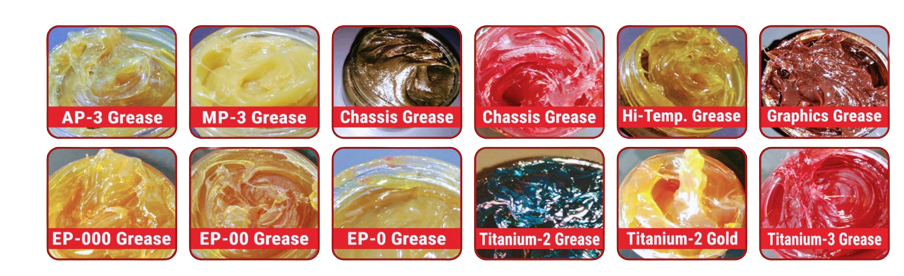 AP-3 Grease
MP-3 Grease
Chassis Grease
Chassis Grease
Hi-Temp. Grease
Graphics Grease
EP-000 Grease
EP-00 Grease
EP-0 Grease
Titanium-2 Grease
Titanium-2 Gold
Titanium-3 Grease